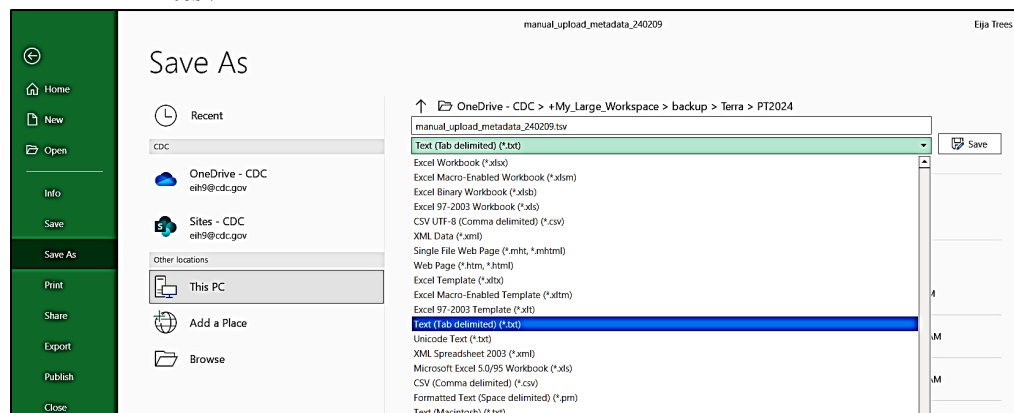 manual_upload_metadata_240209
Eija Trees
Save As
Home
New
Open
Info
Save
Save As
Print
Share
Export
Publish
Close
Recent
CDC
OneDrive - CDC
eih9@cdc.gov
Sites - CDC
eih9@cdc.gov
Other locations
This PC
Add a Place
Browse
OneDrive - CDC > +My_Large_Workspace > backup > Terra > PT2024
manual_upload_metadata_240209.tsv
Text (Tab delimited) (*.txt)
Save
Excel Workbook (*.xlsx)
Excel Macro-Enabled Workbook (*.xlsm)
Excel Binary Workbook (*.xlsb)
Excel 97-2003 Workbook (*.xls)
CSV UTF-8 (Comma delimited) (*.csv)
XML Data (*.xml)
Single File Web Page (*.mht, *.mhtml)
Web Page (*.htm, *.html)
Excel Template (*.xltx)
Excel Macro-Enabled Template (*.xltm)
Excel 97-2003 Template (*.xlt)
Text (Tab delimited) (*.txt)
Unicode Text (*.txt)
XML Spreadsheet 2003 (*.xml)
Microsoft Excel 5.0/95 Workbook (*.xls)
CSV (Comma delimited) (*.csv)
Formatted Text (Space delimited) (*.prn)
Text (Macintosh) (*.txt)